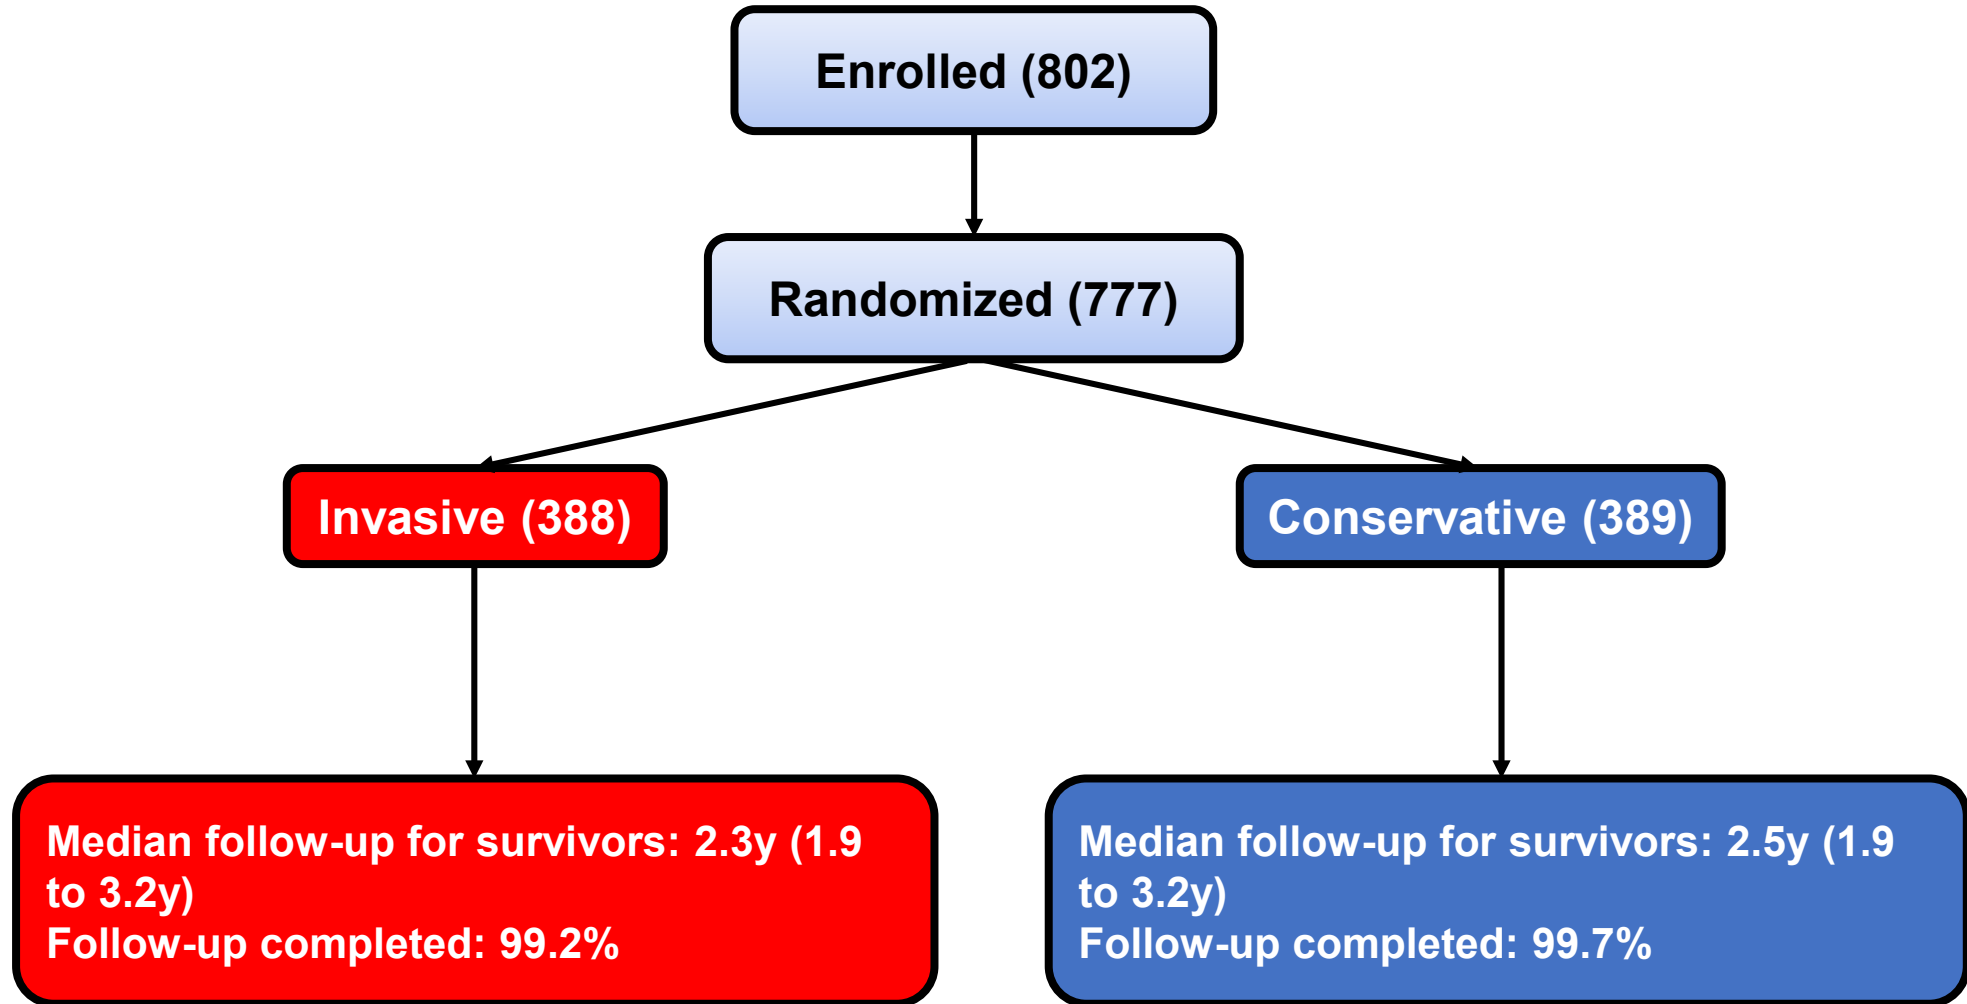 Enrolled (802)
Randomized (777)
Invasive (388)
Conservative (389)
Median follow-up for survivors: 2.3y (1.9
to 3.2y)
Follow-up completed: 99.2%
Median follow-up for survivors: 2.5y (1.9
to 3.2y)
Follow-up completed: 99.7%